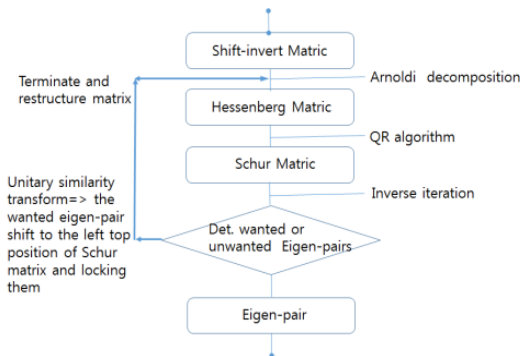 Shift-invert Matric
Terminate and
restructure matrix
Arnoldi decomposition
Hessenberg Matric
QR algorithm
Schur Matric
Inverse iteration
Unitary similarity
transform=> the
wanted eigen-pair
shift to the left top
position of Schur
matrix and locking
them
Det. wanted or
unwanted Eigen-pairs
Eigen-pair